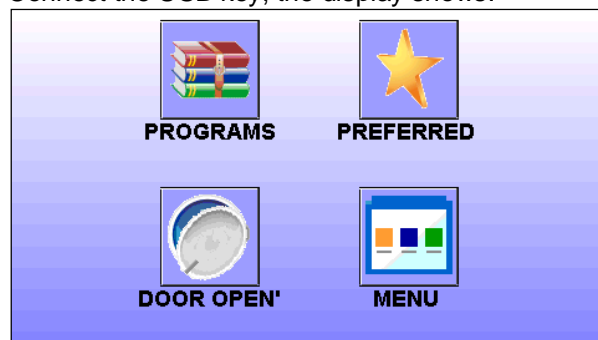 Connect the USB key, the display shows:
PROGRAMS PREFERRED
DOOR OPEN' MENU